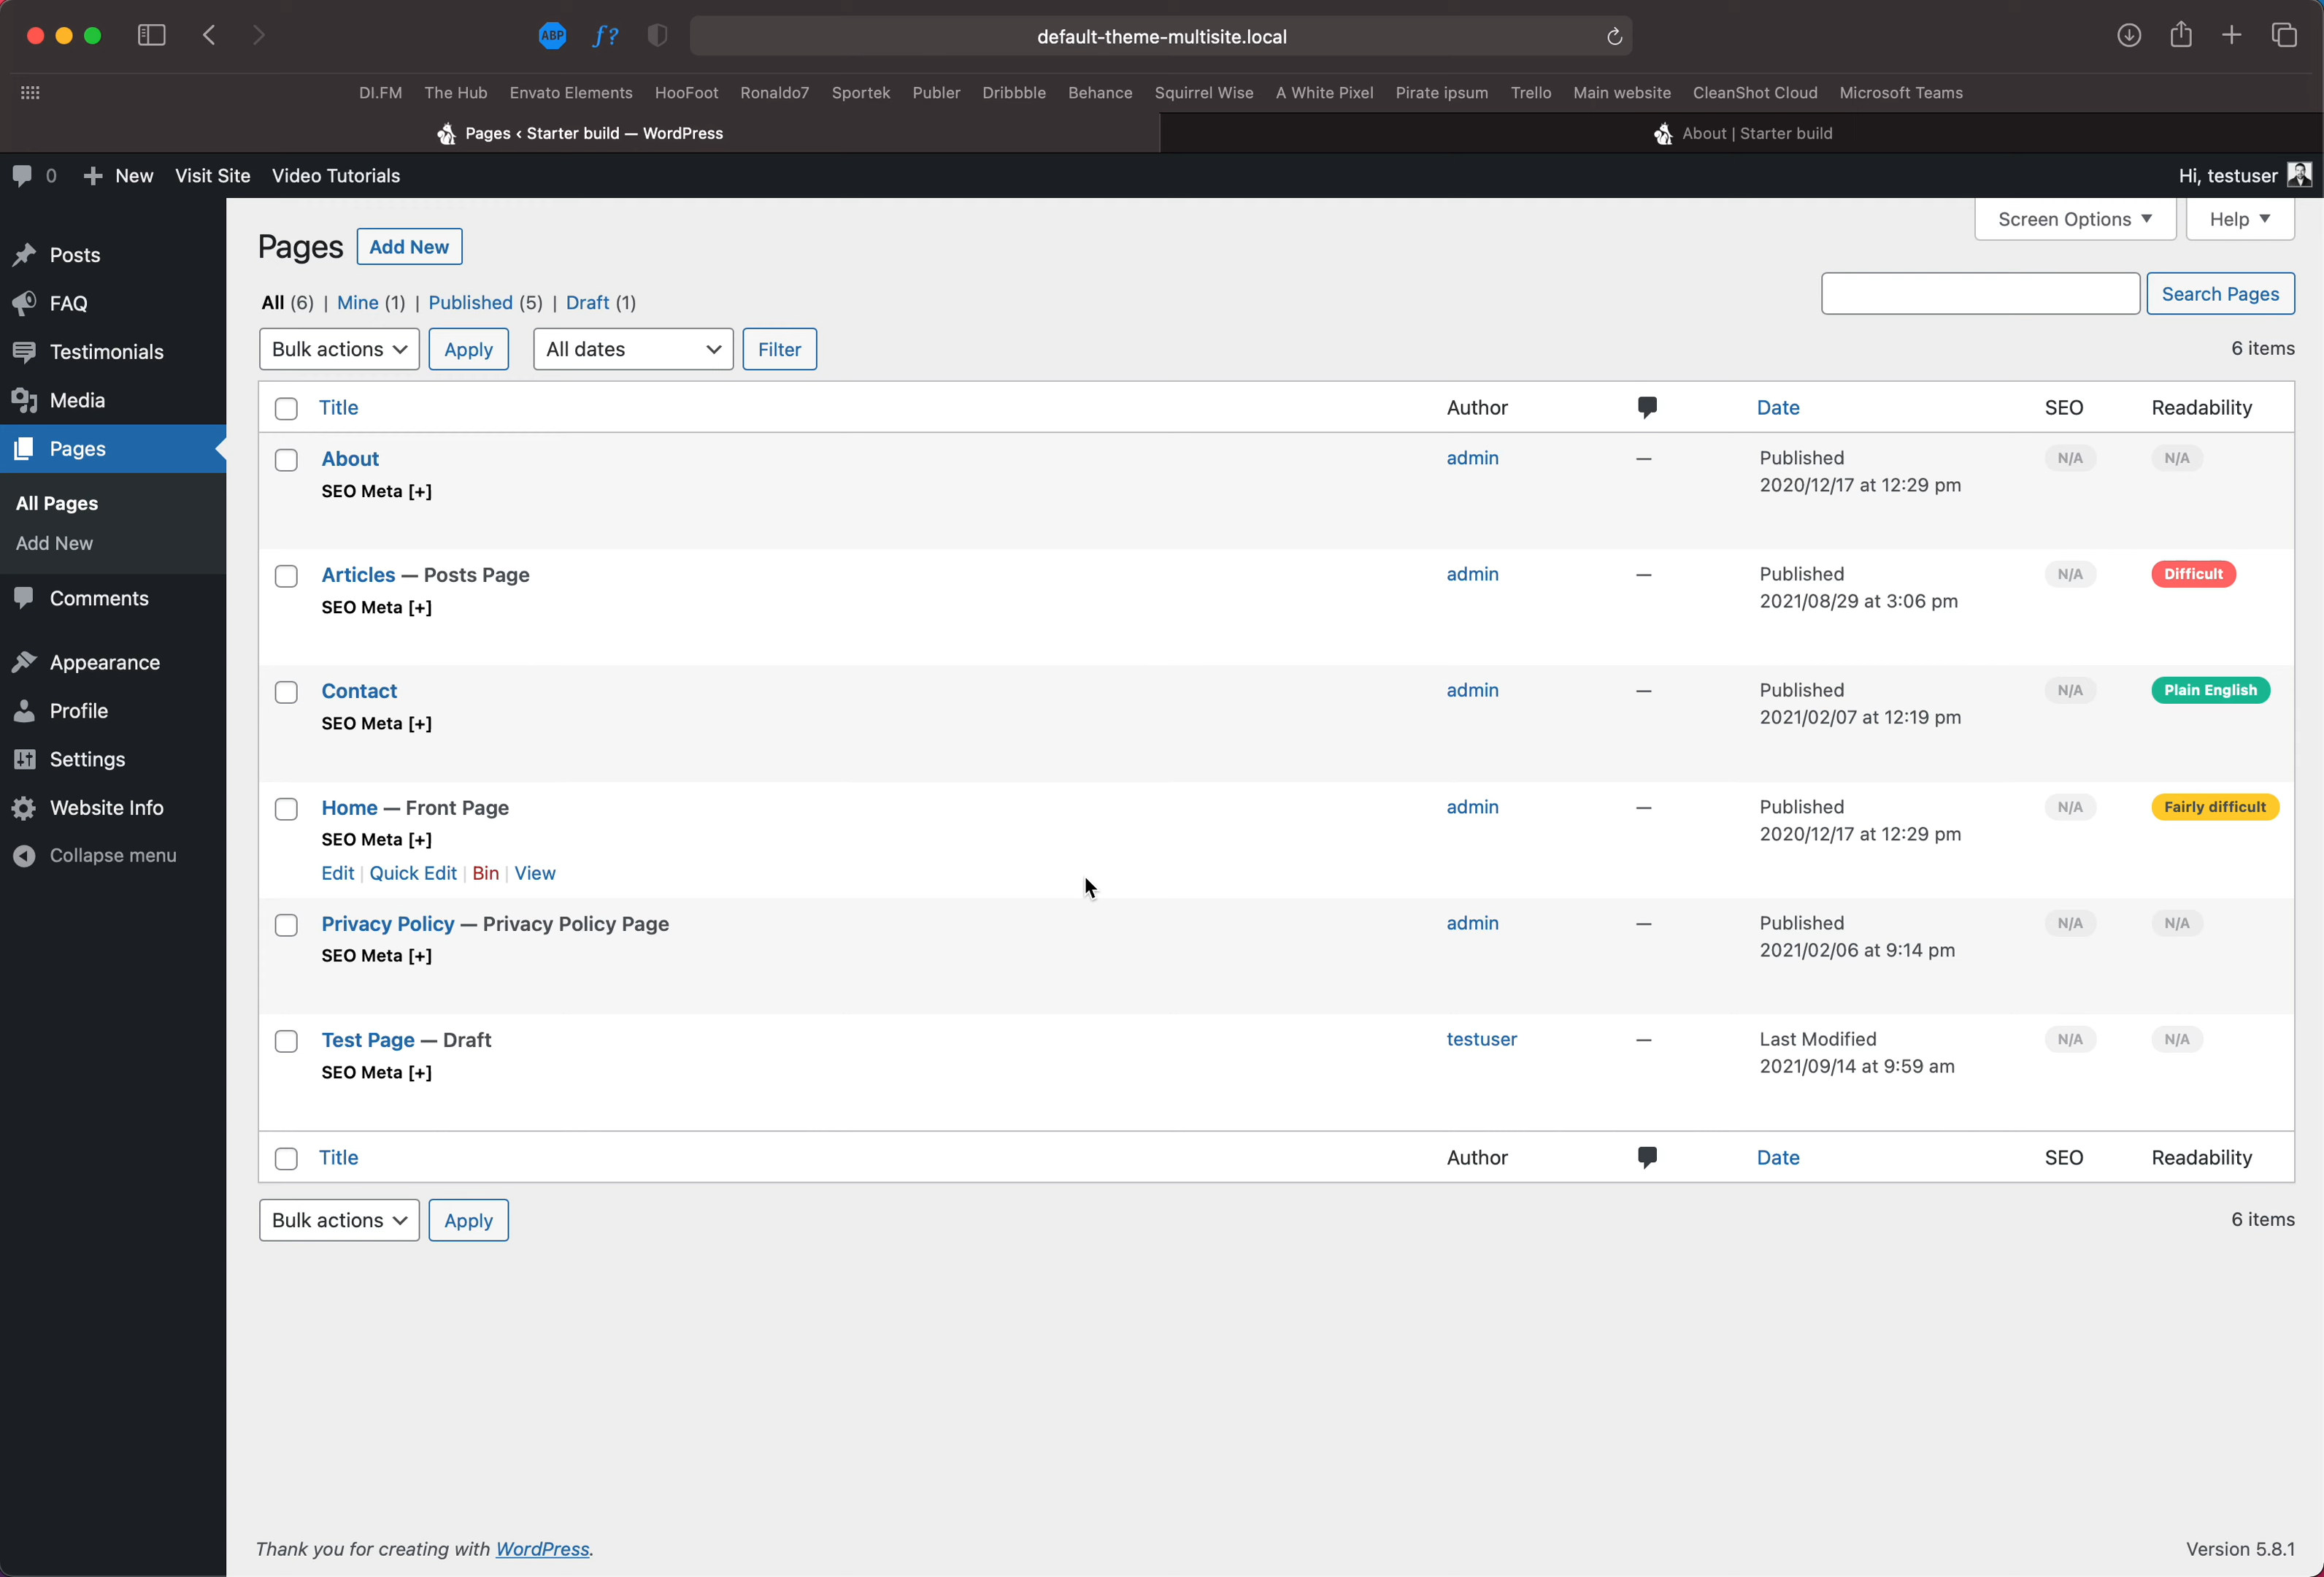 ABP f? default-theme-multisite.local
DI.FM The Hub Envato Elements HooFoot Ronaldo7 Sportek Publer Dribbble Behance Squirrel Wise A White Pixel Pirate ipsum Trello Main website CleanShot Cloud Microsoft Teams
Pages ‹ Starter build — WordPress About | Starter build
0 New Visit Site Video Tutorials Hi, testuser
Posts
FAQ
Testimonials
Media
Pages
All Pages
Add New
Comments
Appearance
Profile
Settings
Website Info
Collapse menu
Screen Options ▼ Help ▼
Pages Add New
All (6) | Mine (1) | Published (5) | Draft (1)
Search Pages
Bulk actions Apply All dates Filter 6 items
Title Author Date SEO Readability
About admin — Published N/A N/A
SEO Meta [+] 2020/12/17 at 12:29 pm
Articles — Posts Page admin — Published N/A Difficult
SEO Meta [+] 2021/08/29 at 3:06 pm
Contact admin — Published N/A Plain English
SEO Meta [+] 2021/02/07 at 12:19 pm
Home — Front Page admin — Published N/A Fairly difficult
SEO Meta [+] 2020/12/17 at 12:29 pm
Edit | Quick Edit | Bin | View
Privacy Policy — Privacy Policy Page admin — Published N/A N/A
SEO Meta [+] 2021/02/06 at 9:14 pm
Test Page — Draft testuser — Last Modified N/A N/A
SEO Meta [+] 2021/09/14 at 9:59 am
Title Author Date SEO Readability
Bulk actions Apply 6 items
Thank you for creating with WordPress. Version 5.8.1